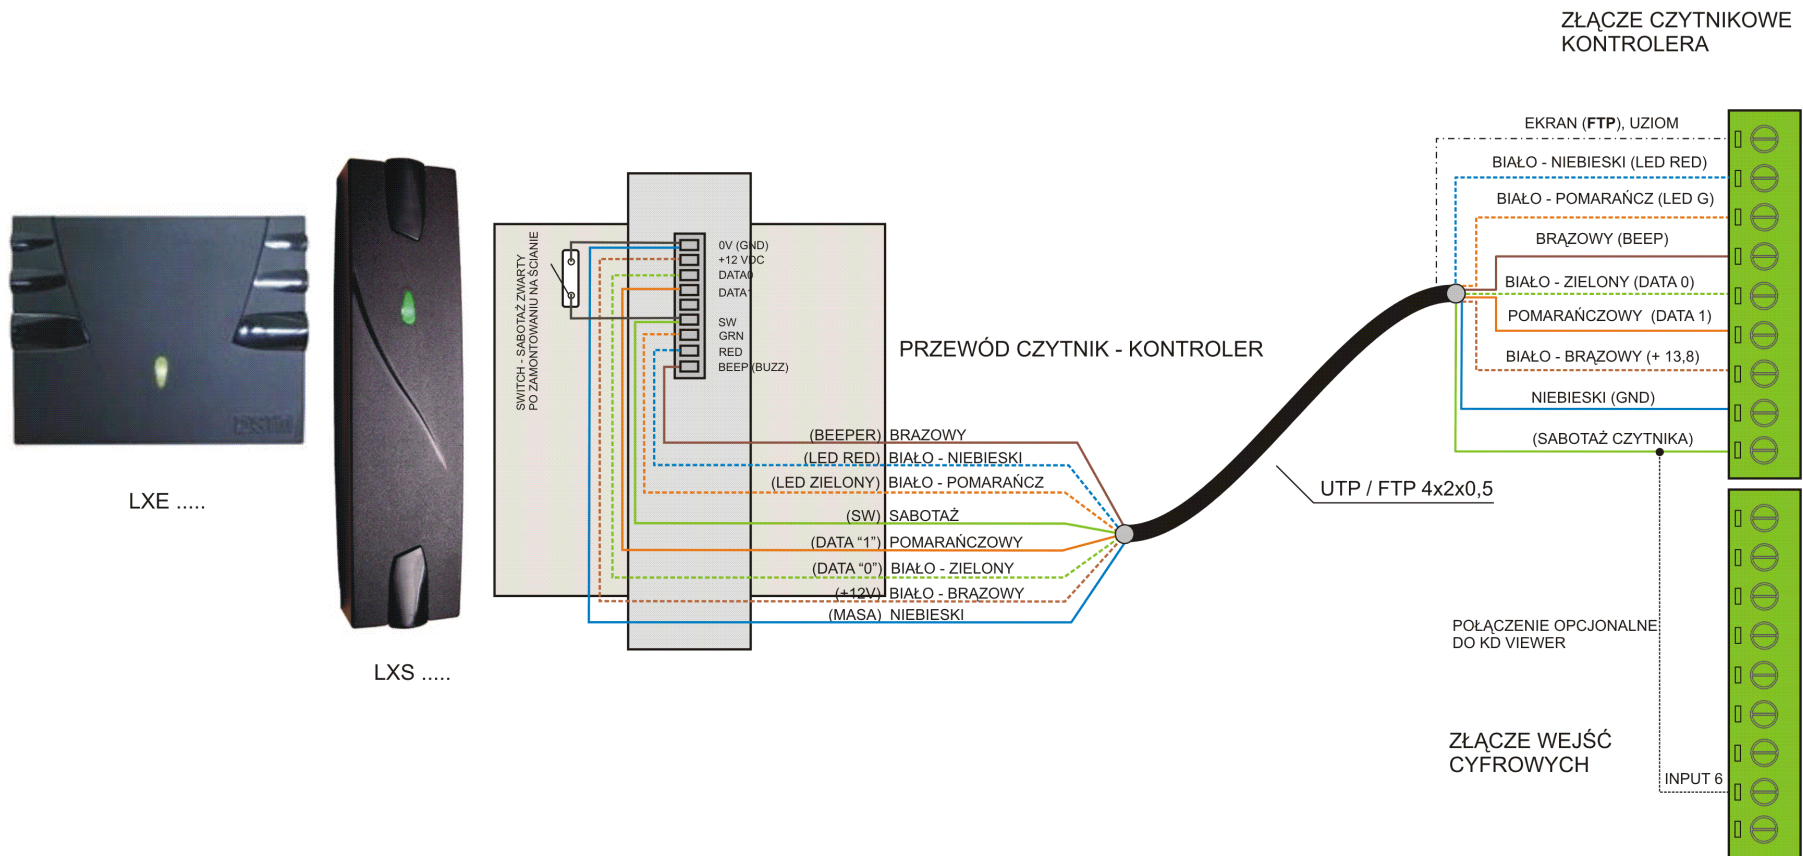 ZŁĄCZE CZYTNIKOWE
KONTROLERA
EKRAN (FTP), UZIOM
BIAŁO - NIEBIESKI (LED RED)
BIAŁO - POMARAŃCZ (LED G)
BRĄZOWY (BEEP)
BIAŁO - ZIELONY (DATA 0)
POMARAŃCZOWY (DATA 1)
BIAŁO - BRĄZOWY (+ 13,8)
NIEBIESKI (GND)
(SABOTAŻ CZYTNIKA)
SWITCH - SABOTAŻ ZWARTY
PO ZAMONTOWANIU NA ŚCIANIE
0V (GND)
+12 VDC
DATA0
DATA1
SW
GRN
RED
BEEP (BUZZ)
PRZEWÓD CZYTNIK - KONTROLER
(BEEPER) BRAZOWY
(LED RED) BIAŁO - NIEBIESKI
(LED ZIELONY) BIAŁO - POMARAŃCZ
(SW) SABOTAŻ
(DATA “1”) POMARAŃCZOWY
(DATA “0”) BIAŁO - ZIELONY
(+12V) BIAŁO - BRĄZOWY
(MASA) NIEBIESKI
UTP / FTP 4x2x0,5
LXE .....
LXS .....
POŁĄCZENIE OPCJONALNE
DO KD VIEWER
ZŁĄCZE WEJŚĆ
CYFROWYCH
INPUT 6